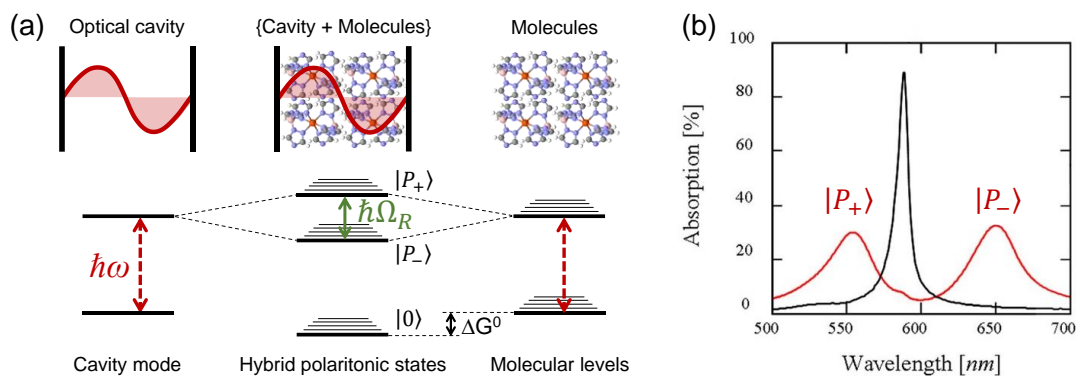 (a)
Optical cavity
{Cavity + Molecules}
Molecules
|P₊⟩
ℏΩ_R
|P₋⟩
ℏω
|0⟩
ΔG⁰
Cavity mode
Hybrid polaritonic states
Molecular levels
(b)
100
80
60
40
20
0
Absorption [%]
|P₊⟩
|P₋⟩
500
550
600
650
700
Wavelength [nm]